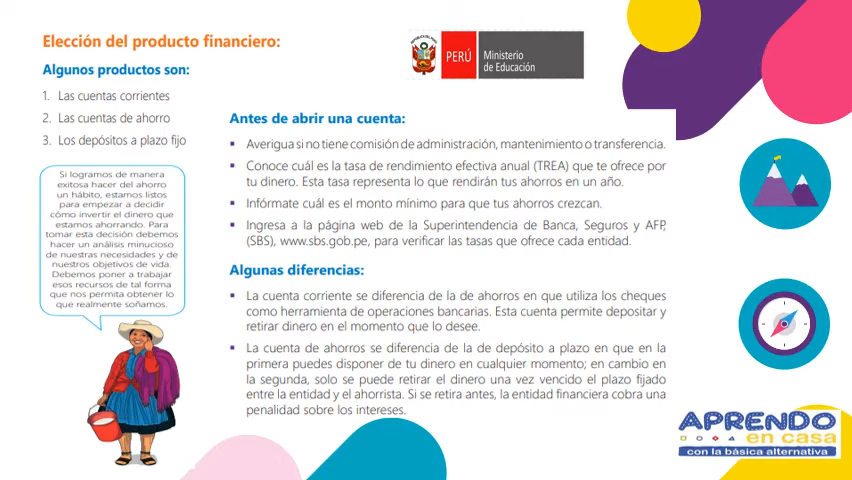 Elección del producto financiero:
Algunos productos son:
1. Las cuentas corrientes
2. Las cuentas de ahorro
3. Los depósitos a plazo fijo
Si logramos de manera
exitosa hacer del ahorro
un hábito, estamos listos
para empezar a decidir
cómo invertir el dinero que
estamos ahorrando. Para
tomar esta decisión debemos
hacer un análisis minucioso
de nuestras necesidades y de
nuestros objetivos de vida.
Debemos poner a trabajar
esos recursos de tal forma
que nos permita obtener lo
que realmente soñamos.
PERÚ
Ministerio
de Educación
Antes de abrir una cuenta:
▪ Averigua si no tiene comisión de administración, mantenimiento o transferencia.
▪ Conoce cuál es la tasa de rendimiento efectiva anual (TREA) que te ofrece por
tu dinero. Esta tasa representa lo que rendirán tus ahorros en un año.
▪ Infórmate cuál es el monto mínimo para que tus ahorros crezcan.
▪ Ingresa a la página web de la Superintendencia de Banca, Seguros y AFP,
(SBS), www.sbs.gob.pe, para verificar las tasas que ofrece cada entidad.
Algunas diferencias:
▪ La cuenta corriente se diferencia de la de ahorros en que utiliza los cheques
como herramienta de operaciones bancarias. Esta cuenta permite depositar y
retirar dinero en el momento que lo desee.
▪ La cuenta de ahorros se diferencia de la de depósito a plazo en que en la
primera puedes disponer de tu dinero en cualquier momento; en cambio en
la segunda, solo se puede retirar el dinero una vez vencido el plazo fijado
entre la entidad y el ahorrista. Si se retira antes, la entidad financiera cobra una
penalidad sobre los intereses.
APRENDO
en casa
con la básica alternativa